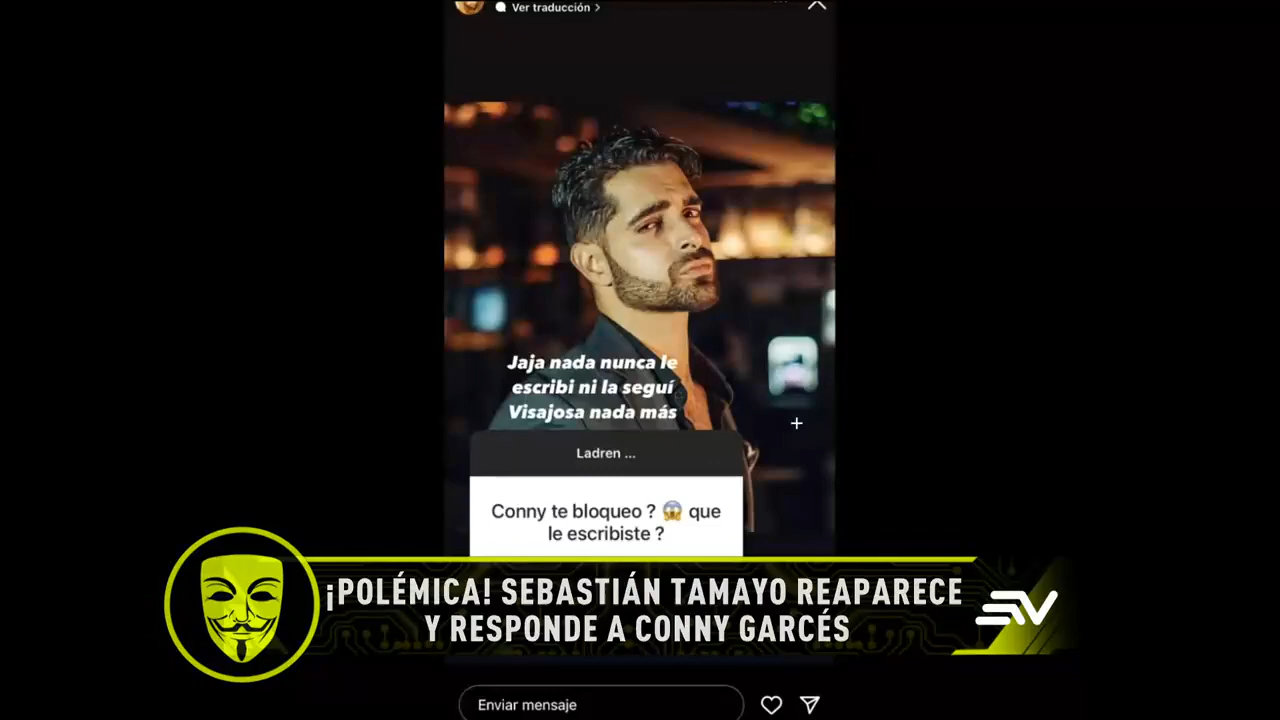 Ver traducción >
Jaja nada nunca le
escribi ni la seguí
Visajosa nada más
Ladren ...
Conny te bloqueo ? 😱 que
le escribiste ?
¡POLÉMICA! SEBASTIÁN TAMAYO REAPARECE
Y RESPONDE A CONNY GARCÉS
Enviar mensaje